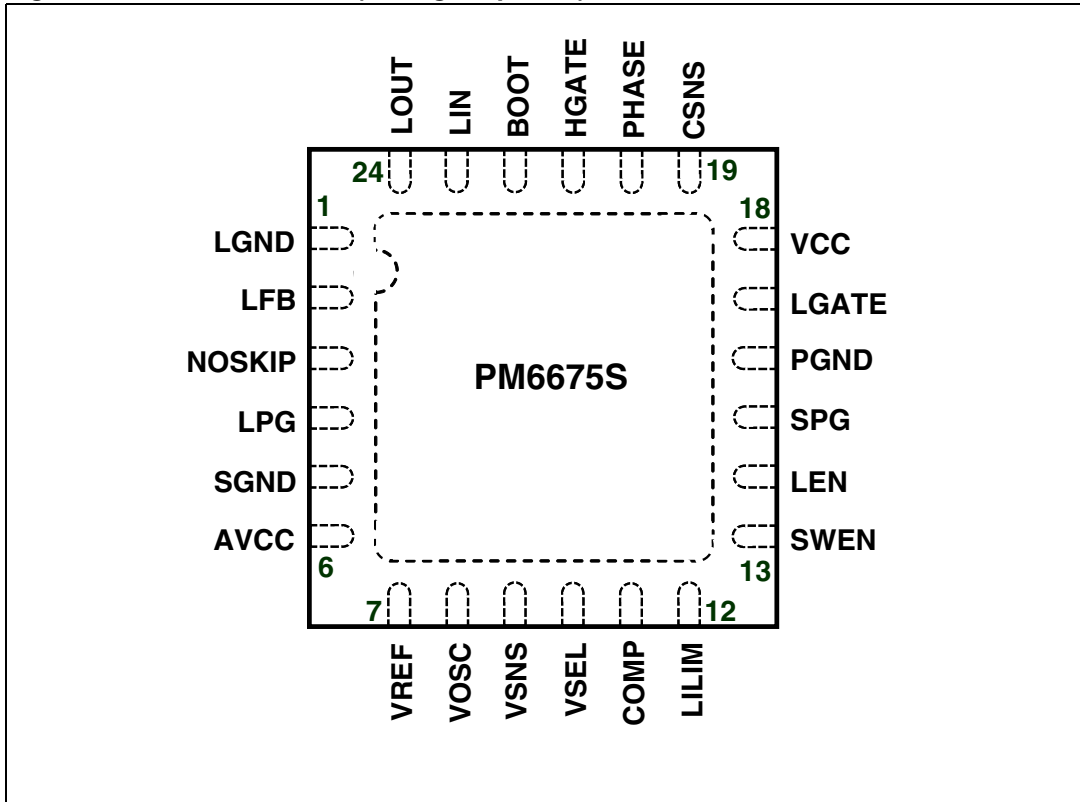 LOUT
LIN
BOOT
HGATE
PHASE
CSNS
24
19
1
18
LGND
VCC
LFB
LGATE
NOSKIP
PGND
PM6675S
LPG
SPG
SGND
LEN
AVCC
SWEN
6
13
7
12
VREF
VOSC
VSNS
VSEL
COMP
LILIM